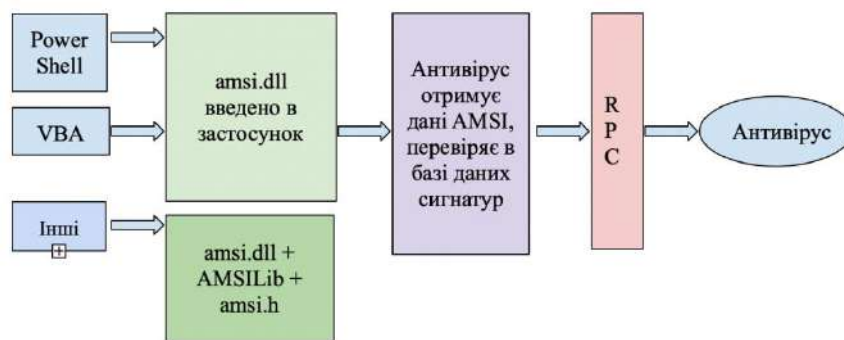 Power
Shell
VBA
Інші
amsi.dll
введено в
застосунок
amsi.dll +
AMSILib +
amsi.h
Антивірус
отримує
дані AMSI,
перевіряє в
базі даних
сигнатур
R
P
C
Антивірус